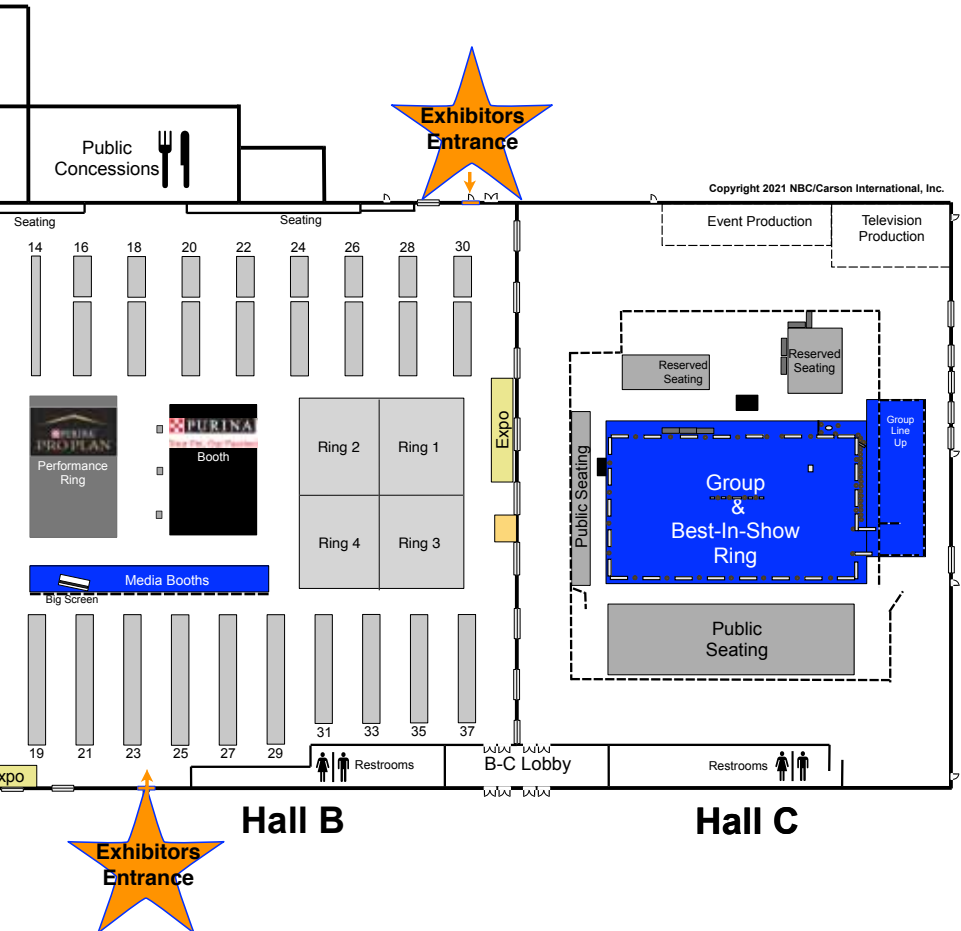 Exhibitors
Entrance
Public
Concessions
Copyright 2021 NBC/Carson International, Inc.
Seating
Seating
Event Production
Television
Production
14
16
18
20
22
24
26
28
30
Reserved
Seating
Reserved
Seating
PURINA
PRO PLAN
Performance
Ring
PURINA
Your Pet, Our Passion
Booth
Ring 2
Ring 1
Ring 4
Ring 3
Expo
Public Seating
Group
&
Best-In-Show
Ring
Group
Line
Up
Media Booths
Big Screen
Public
Seating
19
21
23
25
27
29
31
33
35
37
xpo
Restrooms
B-C Lobby
Restrooms
Hall B
Hall C
Exhibitors
Entrance